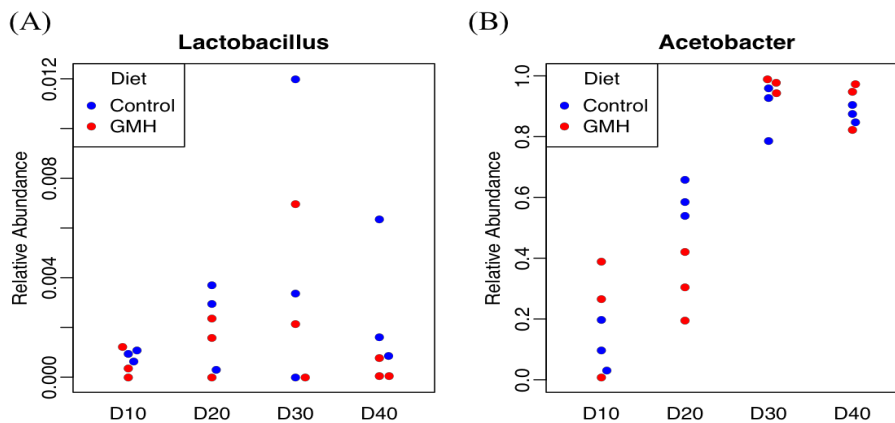 (A)
Lactobacillus
Relative Abundance
0.012
0.008
0.004
0.000
Diet
Control
GMH
D10 D20 D30 D40
(B)
Acetobacter
Relative Abundance
1.0
0.8
0.6
0.4
0.2
0.0
Diet
Control
GMH
D10 D20 D30 D40